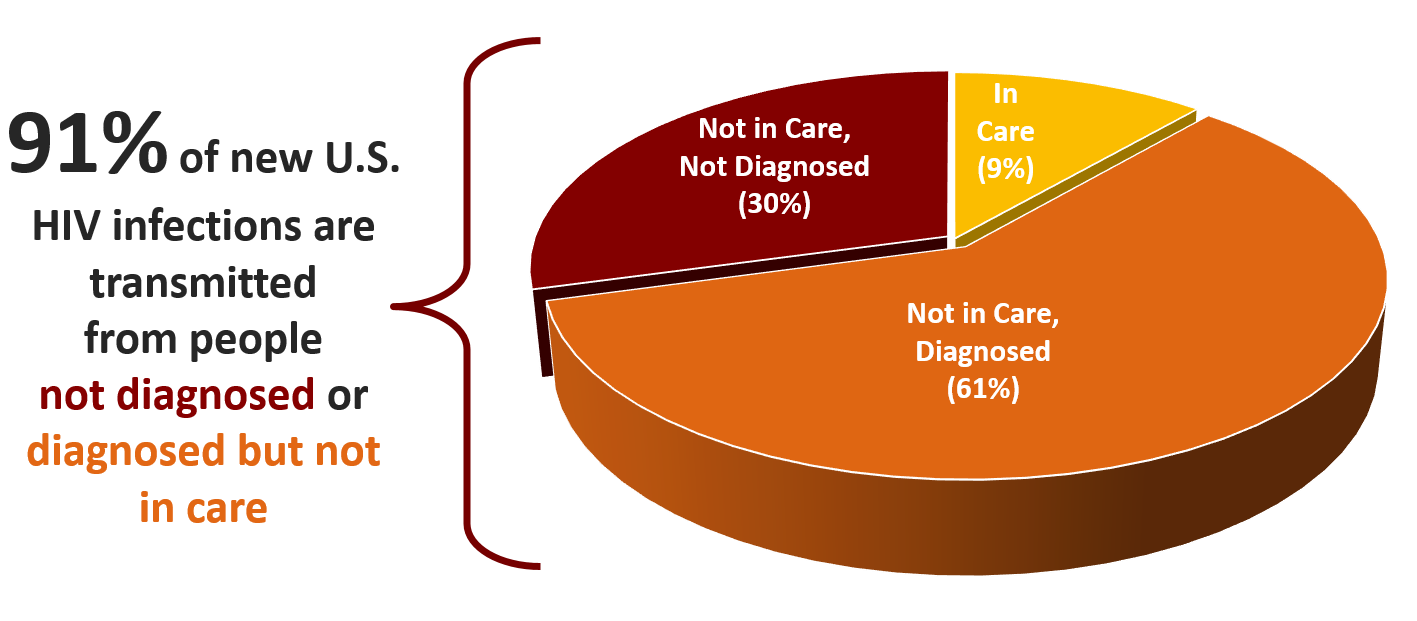 91% of new U.S.
HIV infections are
transmitted
from people
not diagnosed or
diagnosed but not
in care
Not in Care,
Not Diagnosed
(30%)
In
Care
(9%)
Not in Care,
Diagnosed
(61%)